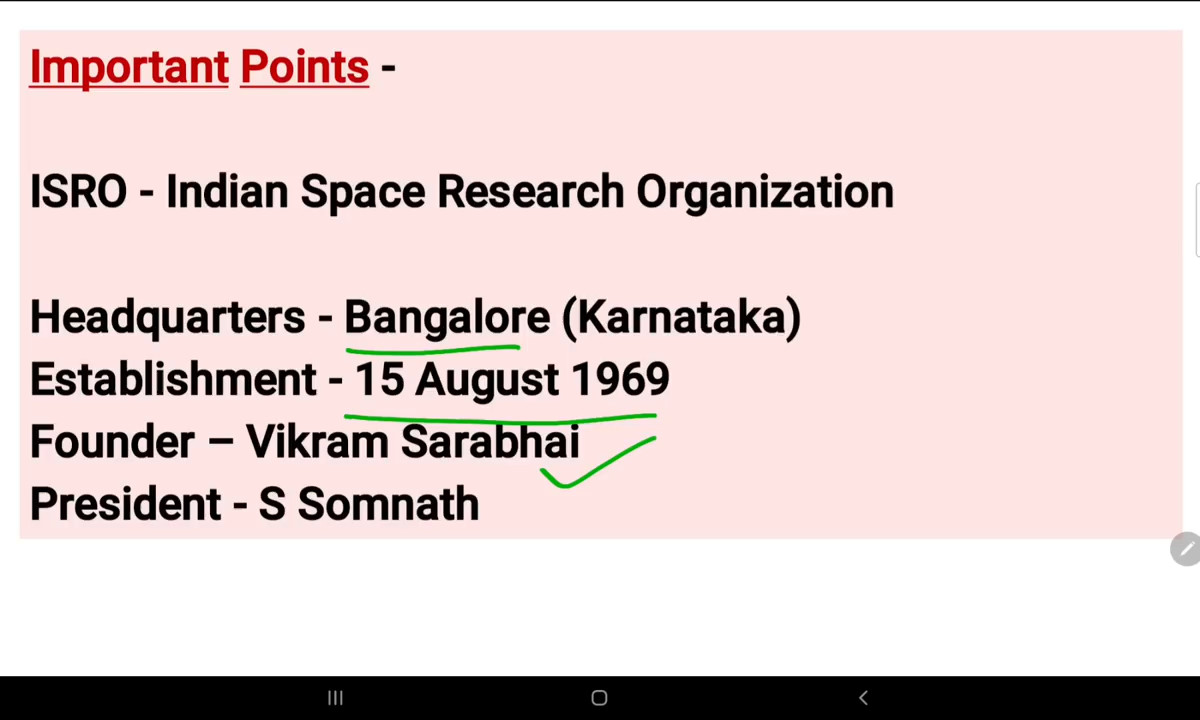 Important Points -
ISRO - Indian Space Research Organization
Headquarters - Bangalore (Karnataka)
Establishment - 15 August 1969
Founder – Vikram Sarabhai
President - S Somnath